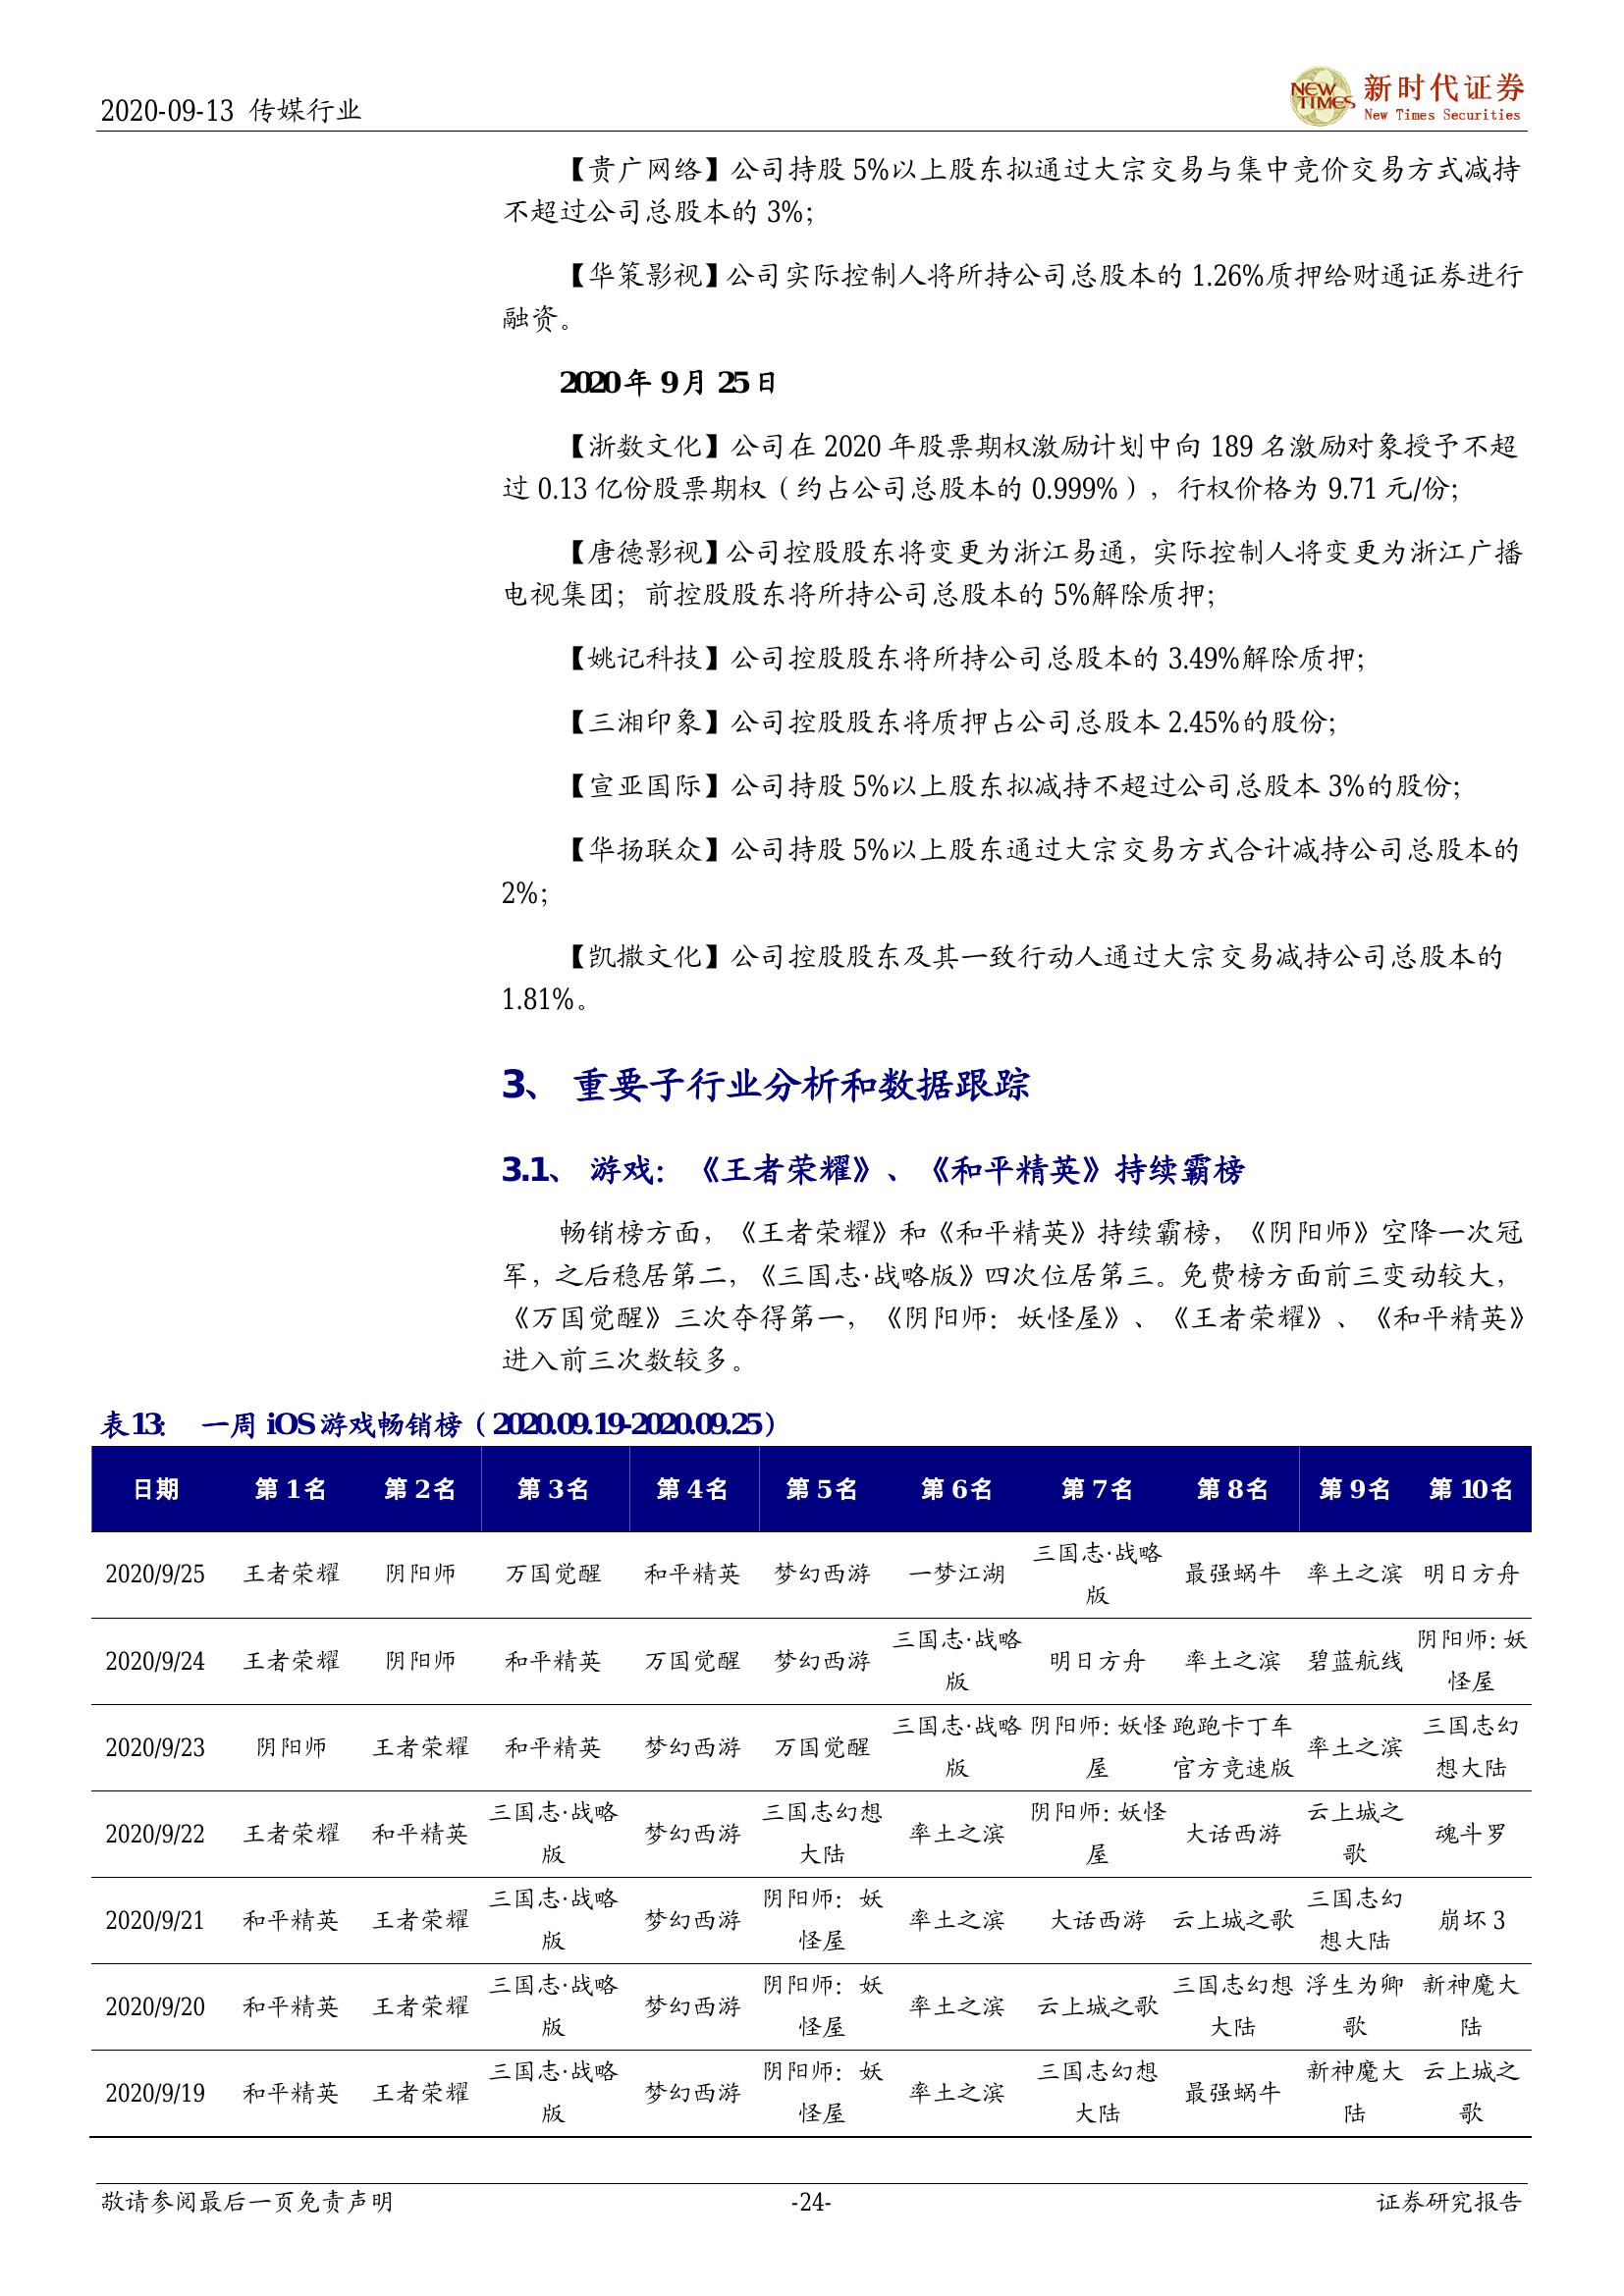 2020-09-13 传媒行业
NEW TIMES 新时代证券
New Times Securities
【贵广网络】公司持股 5%以上股东拟通过大宗交易与集中竞价交易方式减持
不超过公司总股本的 3%；
【华策影视】公司实际控制人将所持公司总股本的 1.26%质押给财通证券进行
融资。
2020 年 9 月 25 日
【浙数文化】公司在 2020 年股票期权激励计划中向 189 名激励对象授予不超
过 0.13 亿份股票期权（约占公司总股本的 0.999%），行权价格为 9.71 元/份；
【唐德影视】公司控股股东将变更为浙江易通，实际控制人将变更为浙江广播
电视集团；前控股股东将所持公司总股本的 5%解除质押；
【姚记科技】公司控股股东将所持公司总股本的 3.49%解除质押；
【三湘印象】公司控股股东将质押占公司总股本 2.45%的股份；
【宣亚国际】公司持股 5%以上股东拟减持不超过公司总股本 3%的股份；
【华扬联众】公司持股 5%以上股东通过大宗交易方式合计减持公司总股本的
2%；
【凯撒文化】公司控股股东及其一致行动人通过大宗交易减持公司总股本的
1.81%。
3、 重要子行业分析和数据跟踪
3.1、 游戏：《王者荣耀》、《和平精英》持续霸榜
畅销榜方面，《王者荣耀》和《和平精英》持续霸榜，《阴阳师》空降一次冠
军，之后稳居第二，《三国志·战略版》四次位居第三。免费榜方面前三变动较大，
《万国觉醒》三次夺得第一，《阴阳师：妖怪屋》、《王者荣耀》、《和平精英》
进入前三次数较多。
表 13： 一周 iOS 游戏畅销榜（2020.09.19-2020.09.25）
日期 第 1 名 第 2 名 第 3 名 第 4 名 第 5 名 第 6 名 第 7 名 第 8 名 第 9 名 第 10 名
2020/9/25 王者荣耀 阴阳师 万国觉醒 和平精英 梦幻西游 一梦江湖 三国志·战略版 最强蜗牛 率土之滨 明日方舟
2020/9/24 王者荣耀 阴阳师 和平精英 万国觉醒 梦幻西游 三国志·战略版 明日方舟 率土之滨 碧蓝航线 阴阳师：妖怪屋
2020/9/23 阴阳师 王者荣耀 和平精英 梦幻西游 万国觉醒 三国志·战略版 阴阳师：妖怪屋 跑跑卡丁车官方竞速版 率土之滨 三国志幻想大陆
2020/9/22 王者荣耀 和平精英 三国志·战略版 梦幻西游 三国志幻想大陆 率土之滨 阴阳师：妖怪屋 大话西游 云上城之歌 魂斗罗
2020/9/21 和平精英 王者荣耀 三国志·战略版 梦幻西游 阴阳师：妖怪屋 率土之滨 大话西游 云上城之歌 三国志幻想大陆 崩坏 3
2020/9/20 和平精英 王者荣耀 三国志·战略版 梦幻西游 阴阳师：妖怪屋 率土之滨 云上城之歌 三国志幻想大陆 浮生为卿歌 新神魔大陆
2020/9/19 和平精英 王者荣耀 三国志·战略版 梦幻西游 阴阳师：妖怪屋 率土之滨 三国志幻想大陆 最强蜗牛 新神魔大陆 云上城之歌
敬请参阅最后一页免责声明 -24- 证券研究报告